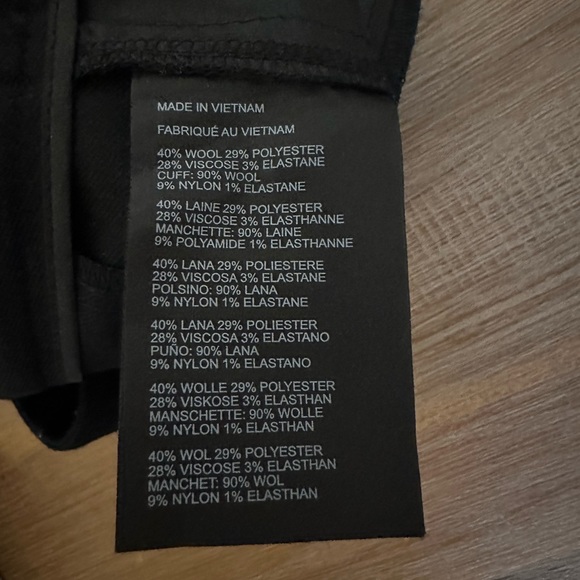 MADE IN VIETNAM
FABRIQUÉ AU VIETNAM
40% WOOL 29% POLYESTER
28% VISCOSE 3% ELASTANE
CUFF: 90% WOOL
9% NYLON 1% ELASTANE
40% LAINE 29% POLYESTER
28% VISCOSE 3% ELASTHANNE
MANCHETTE: 90% LAINE
9% POLYAMIDE 1% ELASTHANNE
40% LANA 29% POLIESTERE
28% VISCOSA 3% ELASTANE
POLSINO: 90% LANA
9% NYLON 1% ELASTANE
40% LANA 29% POLIESTER
28% VISCOSA 3% ELASTANO
PUÑO: 90% LANA
9% NYLON 1% ELASTANO
40% WOLLE 29% POLYESTER
28% VISKOSE 3% ELASTHAN
MANSCHETTE: 90% WOLLE
9% NYLON 1% ELASTHAN
40% WOL 29% POLYESTER
28% VISCOSE 3% ELASTHAN
MANCHET: 90% WOL
9% NYLON 1% ELASTHAN